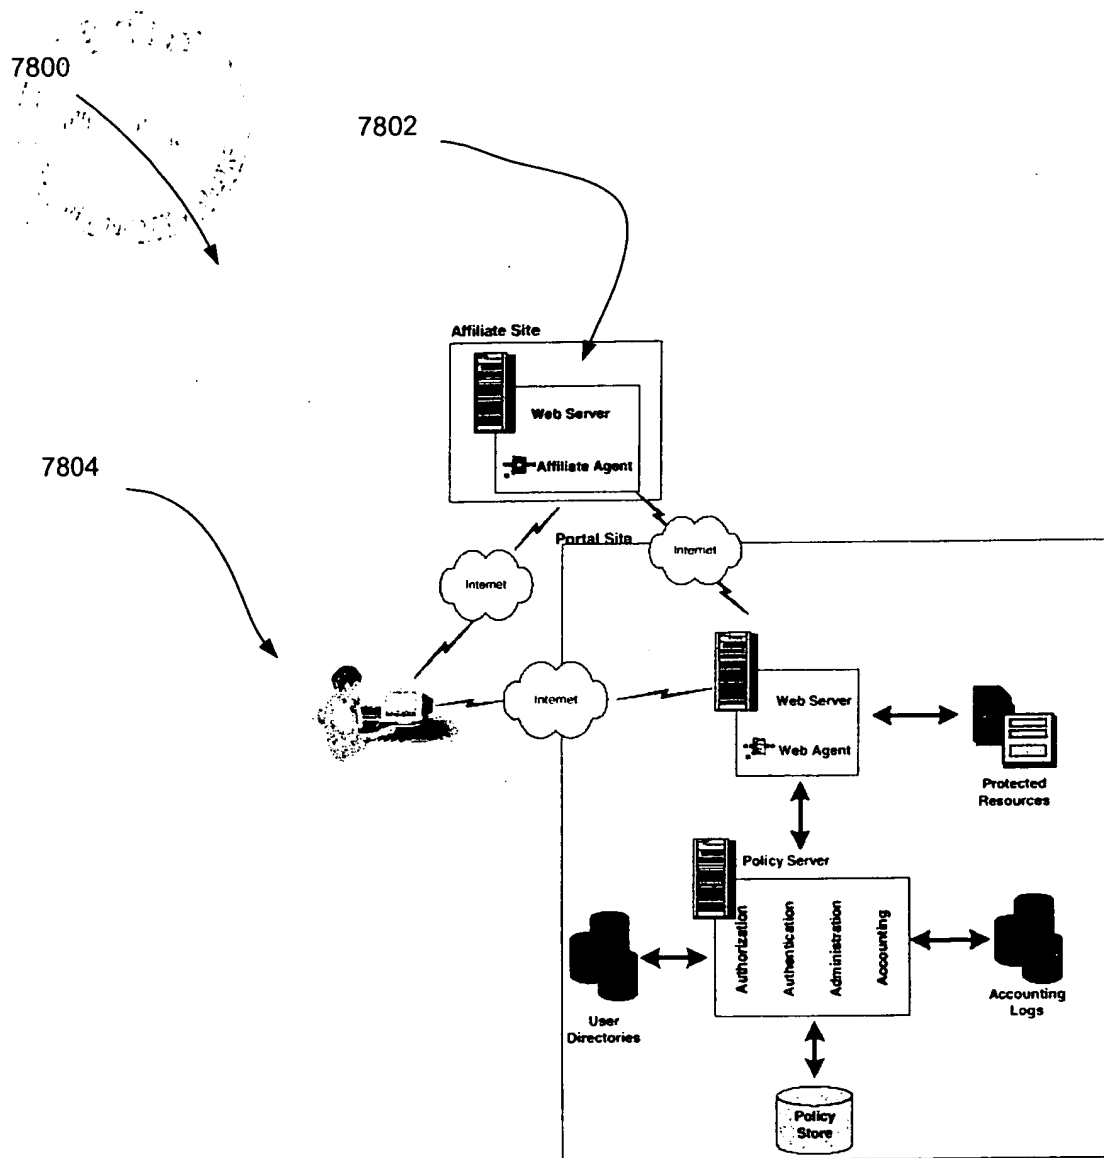 7800
7802
Affiliate Site
Web Server
Affiliate Agent
7804
Portal Site
Internet
Internet
Internet
Web Server
Web Agent
Protected
Resources
Policy Server
Authorization
Authentication
Administration
Accounting
User
Directories
Accounting
Logs
Policy
Store